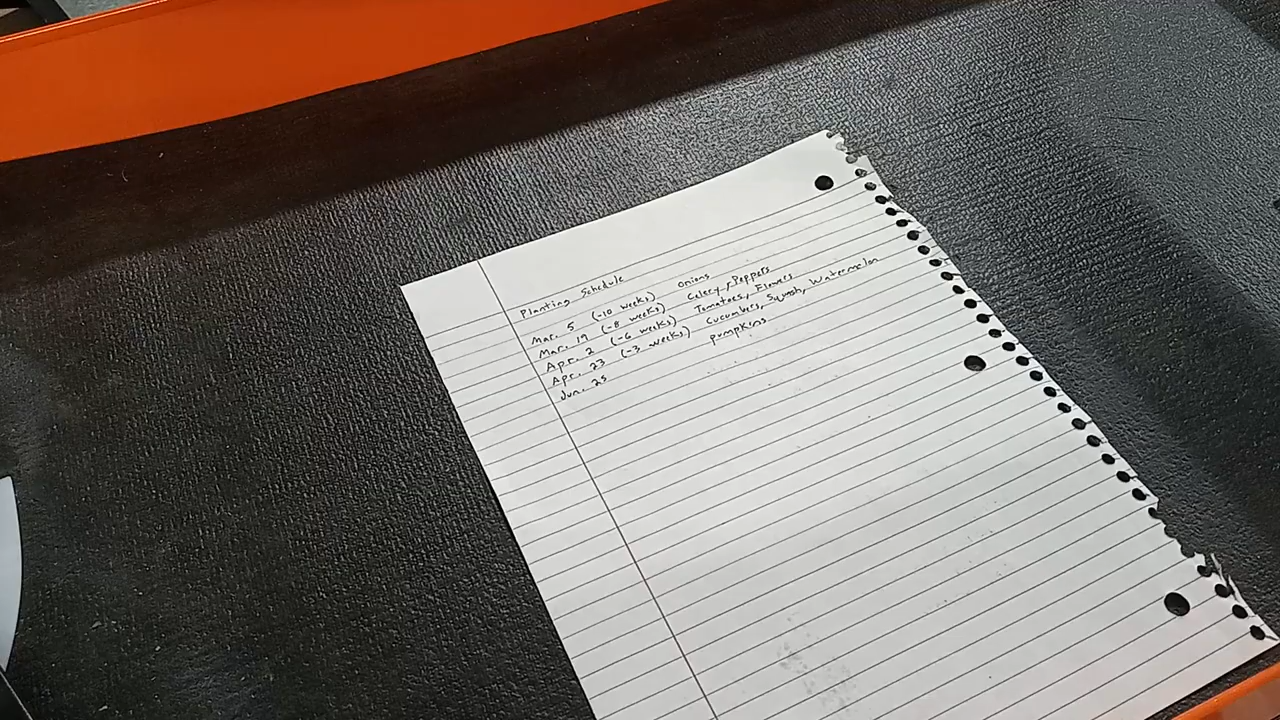 Planting Schedule
Mar. 5 (-10 weeks) onions
Mar. 19 (-8 weeks) Celery, Peppers
Apr. 2 (-6 weeks) Tomatoes, Flowers
Apr. 23 (-3 weeks) Cucumbers, Squash, Watermelon
Jun. 25 pumpkins